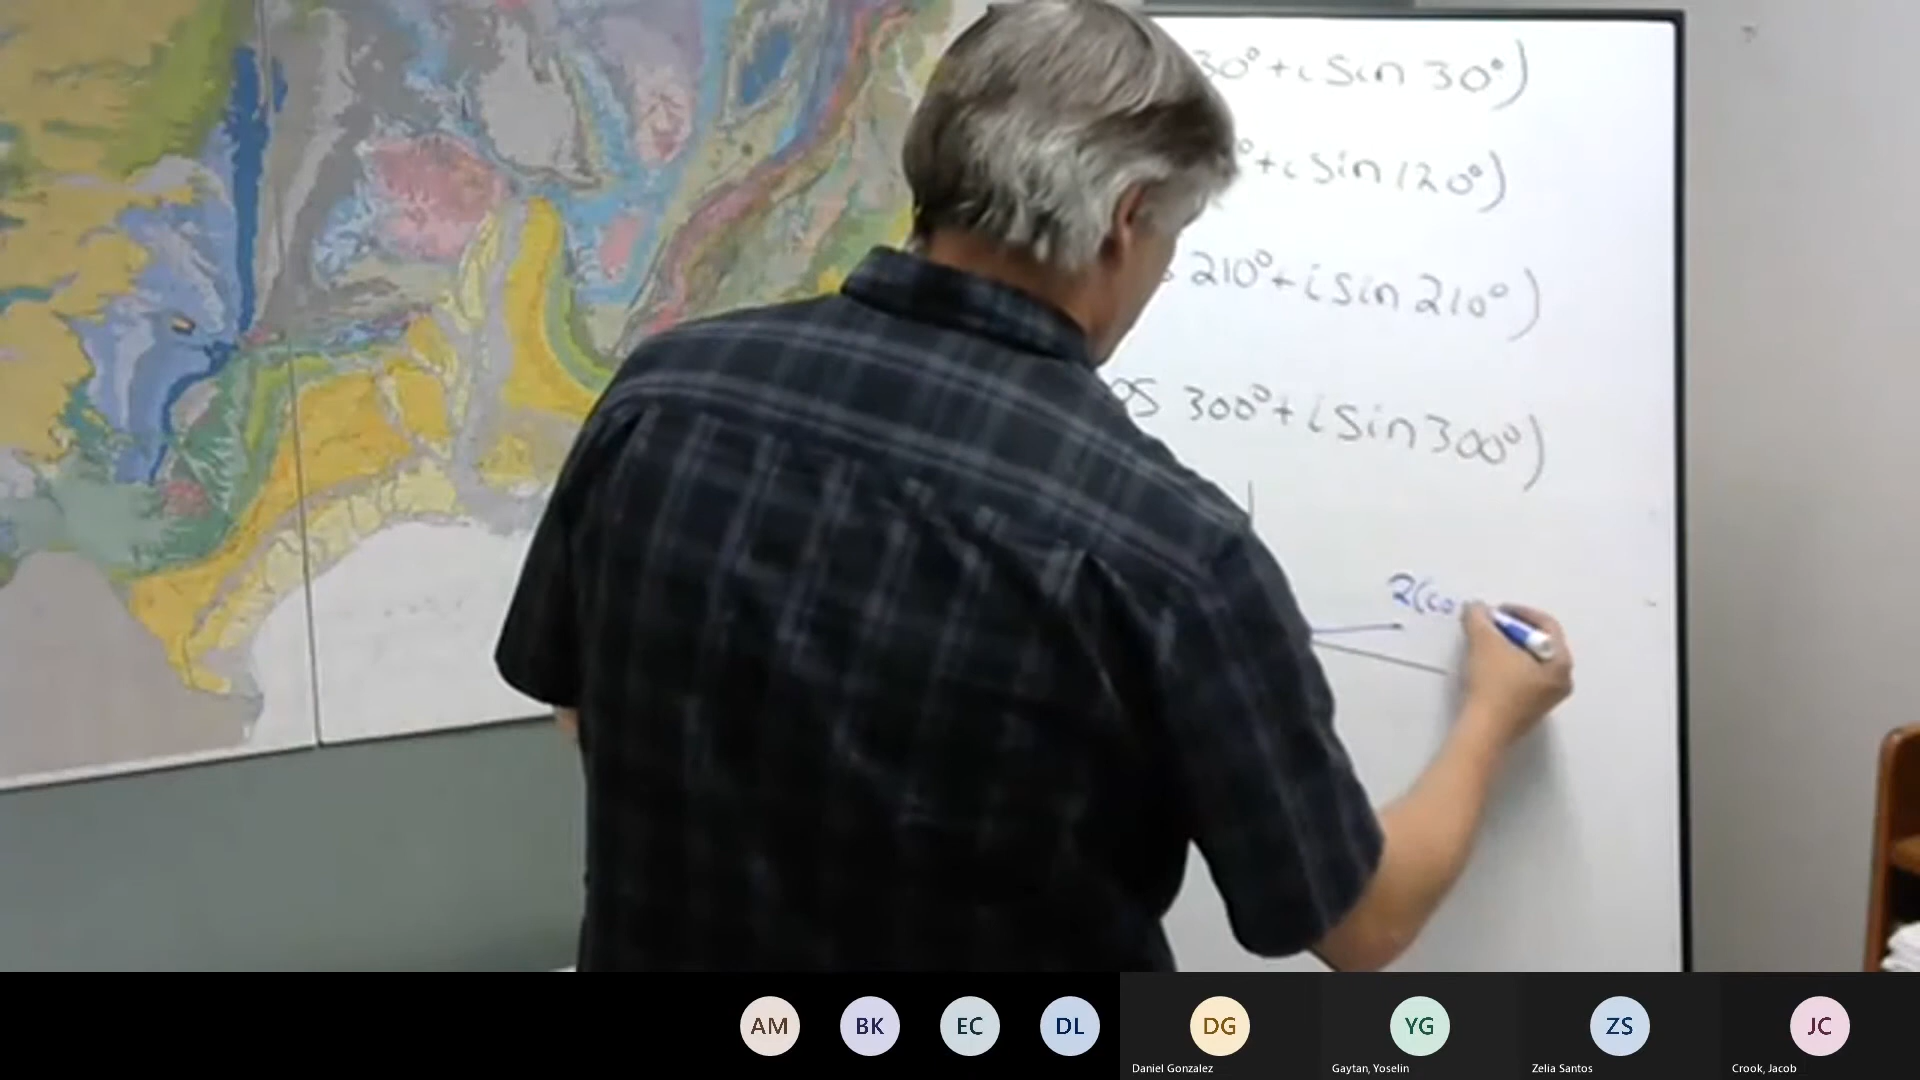 30° + i Sin 30°)
° + i Sin 120°)
210° + i Sin 210°)
os 300° + i Sin 300°)
2(co
AM
BK
EC
DL
DG
YG
ZS
JC
Daniel Gonzalez
Gaytan, Yoselin
Zelia Santos
Crook, Jacob